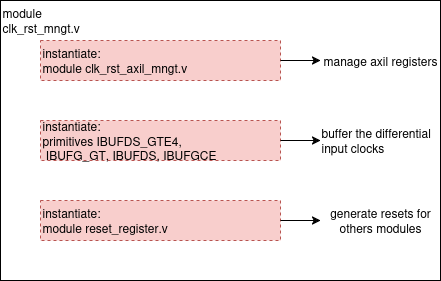 module
clk_rst_mngt.v
instantiate:
module clk_rst_axil_mngt.v
manage axil registers
instantiate:
primitives IBUFDS_GTE4,
IBUFG_GT, IBUFDS, IBUFGCE
buffer the differential
input clocks
instantiate:
module reset_register.v
generate resets for
others modules